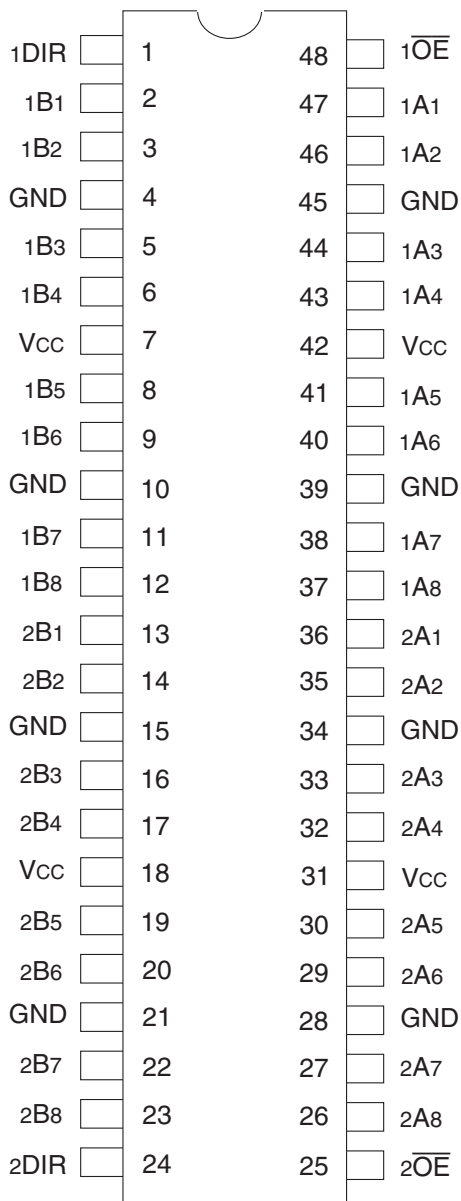 1DIR 1 48 1O̅E̅
1B1 2 47 1A1
1B2 3 46 1A2
GND 4 45 GND
1B3 5 44 1A3
1B4 6 43 1A4
VCC 7 42 VCC
1B5 8 41 1A5
1B6 9 40 1A6
GND 10 39 GND
1B7 11 38 1A7
1B8 12 37 1A8
2B1 13 36 2A1
2B2 14 35 2A2
GND 15 34 GND
2B3 16 33 2A3
2B4 17 32 2A4
VCC 18 31 VCC
2B5 19 30 2A5
2B6 20 29 2A6
GND 21 28 GND
2B7 22 27 2A7
2B8 23 26 2A8
2DIR 24 25 2O̅E̅